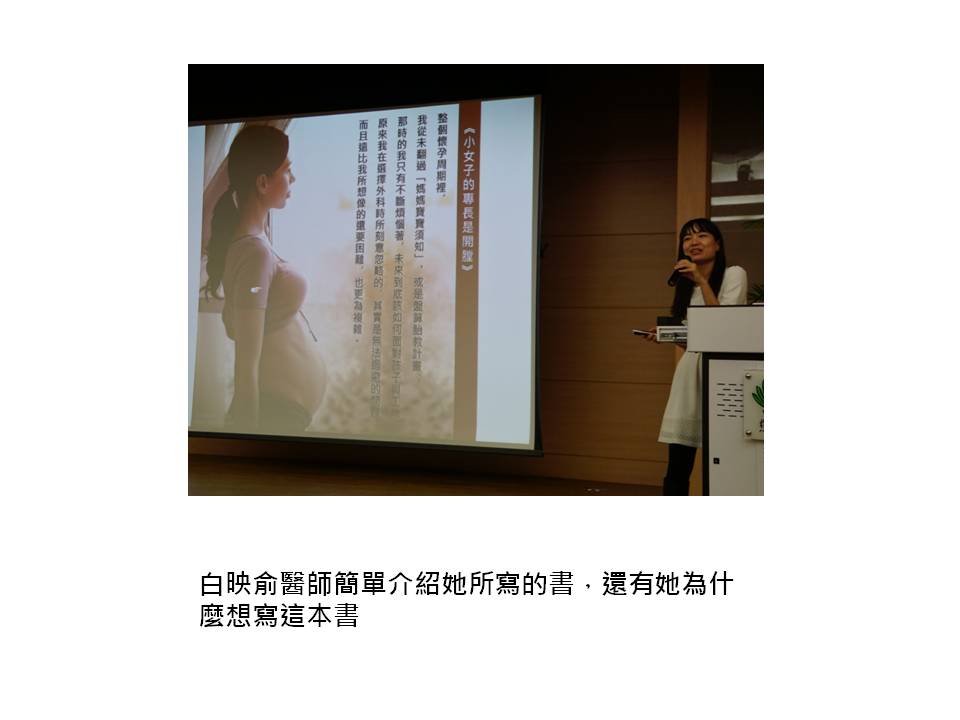 《小女子的專長是開膛》
整個懷孕周期裡,
我從未翻過「媽媽寶寶須知」,或是盤算胎教計畫,
那時的我只有不斷煩惱著,未來到底該如何面對孩子與
原來我在選擇外科時所刻意忽略的,其實是無法
而且遠比我所想像的還要困難,也更為複雜。
白映俞醫師簡單介紹她所寫的書,還有她為什
麼想寫這本書